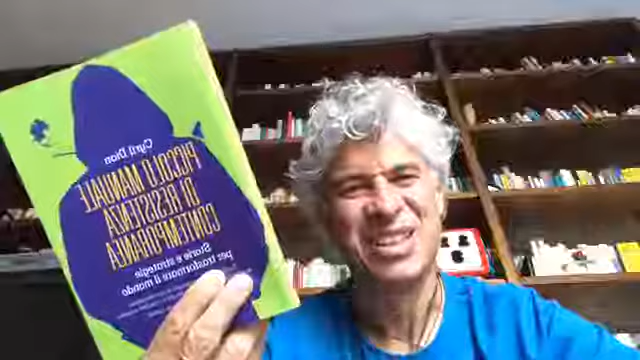 Cyril Dion
PICCOLO MANUALE
DI RESISTENZA
CONTEMPORANEA
Storie e strategie
per trasformare il mondo